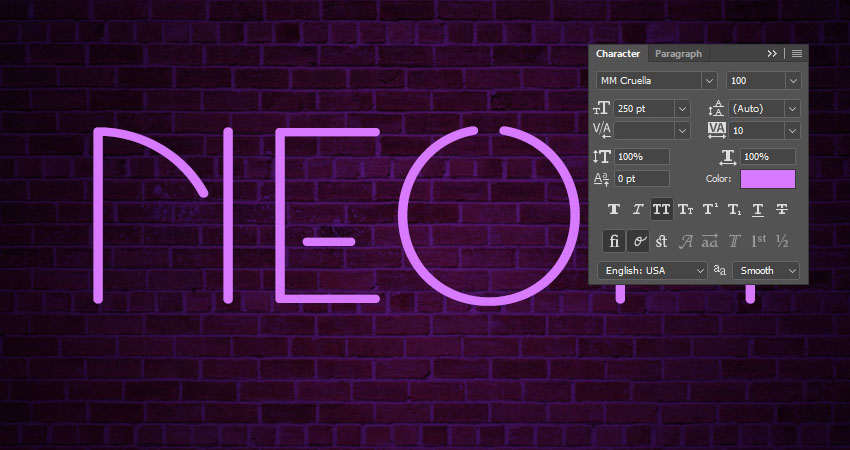 NEO
Character Paragraph
MM Cruella 100
250 pt (Auto)
10
100% 100%
0 pt Color:
T T TT Tt T¹ T₁ T T
fi st A aa T 1st ½
English: USA aa Smooth